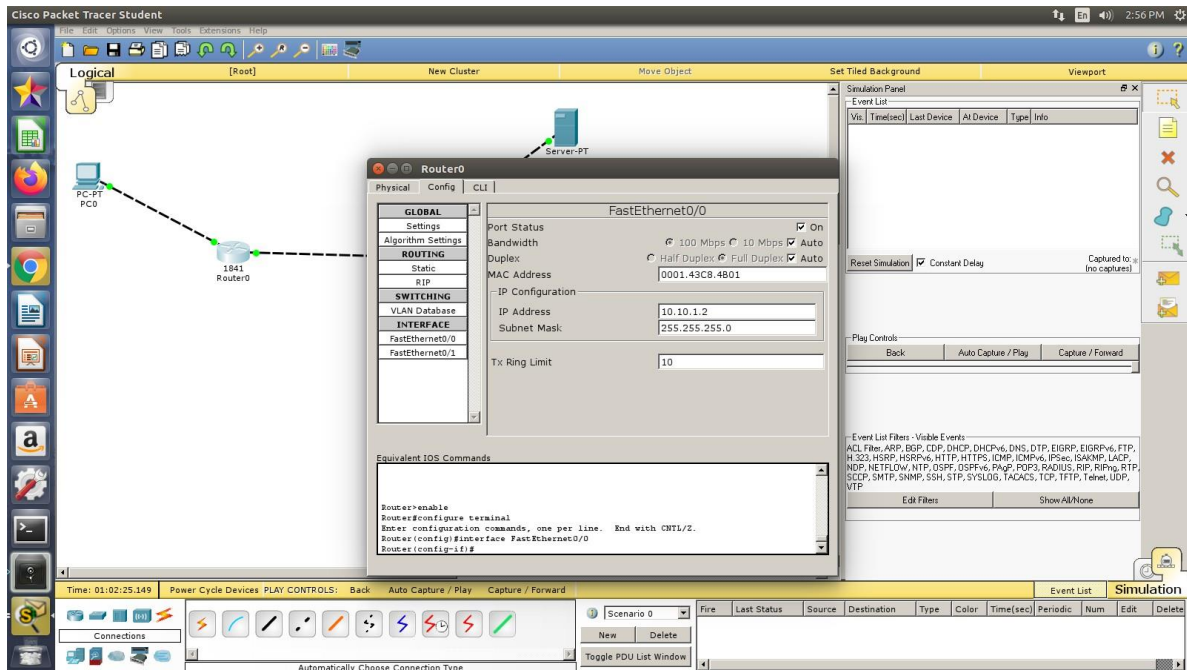 Cisco Packet Tracer Student
En
2:56 PM
File Edit Options View Tools Extensions Help
Logical
[Root]
New Cluster
Move Object
Set Tiled Background
Viewport
PC-PT
PC0
1841
Router0
Server-PT
Router0
Physical Config CLI
GLOBAL
Settings
Algorithm Settings
ROUTING
Static
RIP
SWITCHING
VLAN Database
INTERFACE
FastEthernet0/0
FastEthernet0/1
FastEthernet0/0
Port Status On
Bandwidth 100 Mbps 10 Mbps Auto
Duplex Half Duplex Full Duplex Auto
MAC Address 0001.43C8.4B01
IP Configuration
IP Address 10.10.1.2
Subnet Mask 255.255.255.0
Tx Ring Limit 10
Equivalent IOS Commands
Router>enable
Router#configure terminal
Enter configuration commands, one per line. End with CNTL/Z.
Router(config)#interface FastEthernet0/0
Router(config-if)#
Simulation Panel
Event List
Vis. Time(sec) Last Device At Device Type Info
Reset Simulation Constant Delay
Captured to:
(no captures)
Play Controls
Back Auto Capture / Play Capture / Forward
Event List Filters - Visible Events
ACL Filter, ARP, BGP, CDP, DHCP, DHCPv6, DNS, DTP, EIGRP, EIGRPv6, FTP,
H.323, HSRP, HSRPv6, HTTP, HTTPS, ICMP, ICMPv6, IPSec, ISAKMP, LACP,
NDP, NETFLOW, NTP, OSPF, OSPFv6, PAgP, POP3, RADIUS, RIP, RIPng, RTP,
SCCP, SMTP, SNMP, SSH, STP, SYSLOG, TACACS, TCP, TFTP, Telnet, UDP,
VTP
Edit Filters Show All/None
Time: 01:02:25.149 Power Cycle Devices PLAY CONTROLS: Back Auto Capture / Play Capture / Forward
Event List Simulation
Connections
Automatically Choose Connection Type
Scenario 0
New Delete
Toggle PDU List Window
Fire Last Status Source Destination Type Color Time(sec) Periodic Num Edit Delete